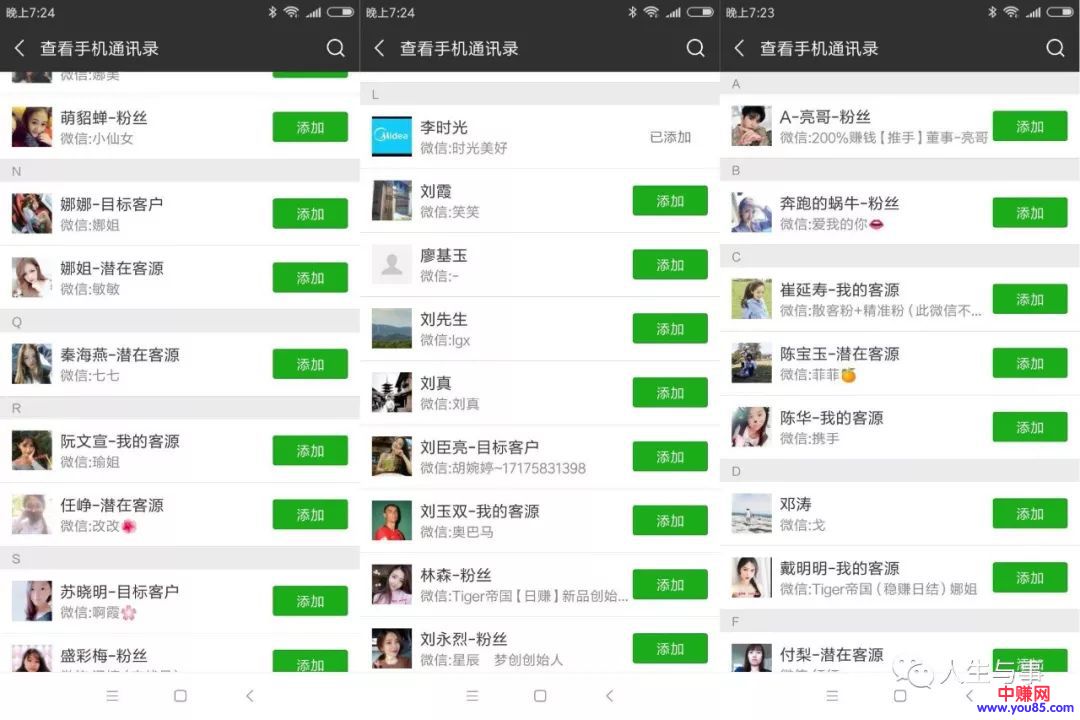 晚上7:24
查看手机通讯录
微信:娜美
萌貂蝉-粉丝
微信:小仙女
添加
N
娜娜-目标客户
微信:娜姐
添加
娜姐-潜在客源
微信:敏敏
添加
Q
秦海燕-潜在客源
微信:七七
添加
R
阮文宣-我的客源
微信:瑜姐
添加
任峥-潜在客源
微信:改改🌺
添加
S
苏晓明-目标客户
微信:啊霞🌸
添加
盛彩梅-粉丝
添加
晚上7:24
查看手机通讯录
L
Midea
李时光
微信:时光美好
已添加
刘霞
微信:笑笑
添加
廖基玉
微信:-
添加
刘先生
微信:lgx
添加
刘真
微信:刘真
添加
刘臣亮-目标客户
微信:胡婉婷~17175831398
添加
刘玉双-我的客源
微信:奥巴马
添加
林森-粉丝
微信:Tiger帝国【日赚】新品创始...
添加
刘永烈-粉丝
微信:星辰 梦创创始人
添加
晚上7:23
查看手机通讯录
A
A-亮哥-粉丝
微信:200%赚钱【推手】董事-亮哥
添加
B
奔跑的蜗牛-粉丝
微信:爱我的你👄
添加
C
崔延寿-我的客源
微信:散客粉+精准粉（此微信不...
添加
陈宝玉-潜在客源
微信:菲菲🍊
添加
陈华-我的客源
微信:携手
添加
D
邓涛
微信:戈
添加
戴明明-我的客源
微信:Tiger帝国（稳赚日结）娜姐
添加
F
付梨-潜在客源
添加
人生与事
中赚网
www.you85.com